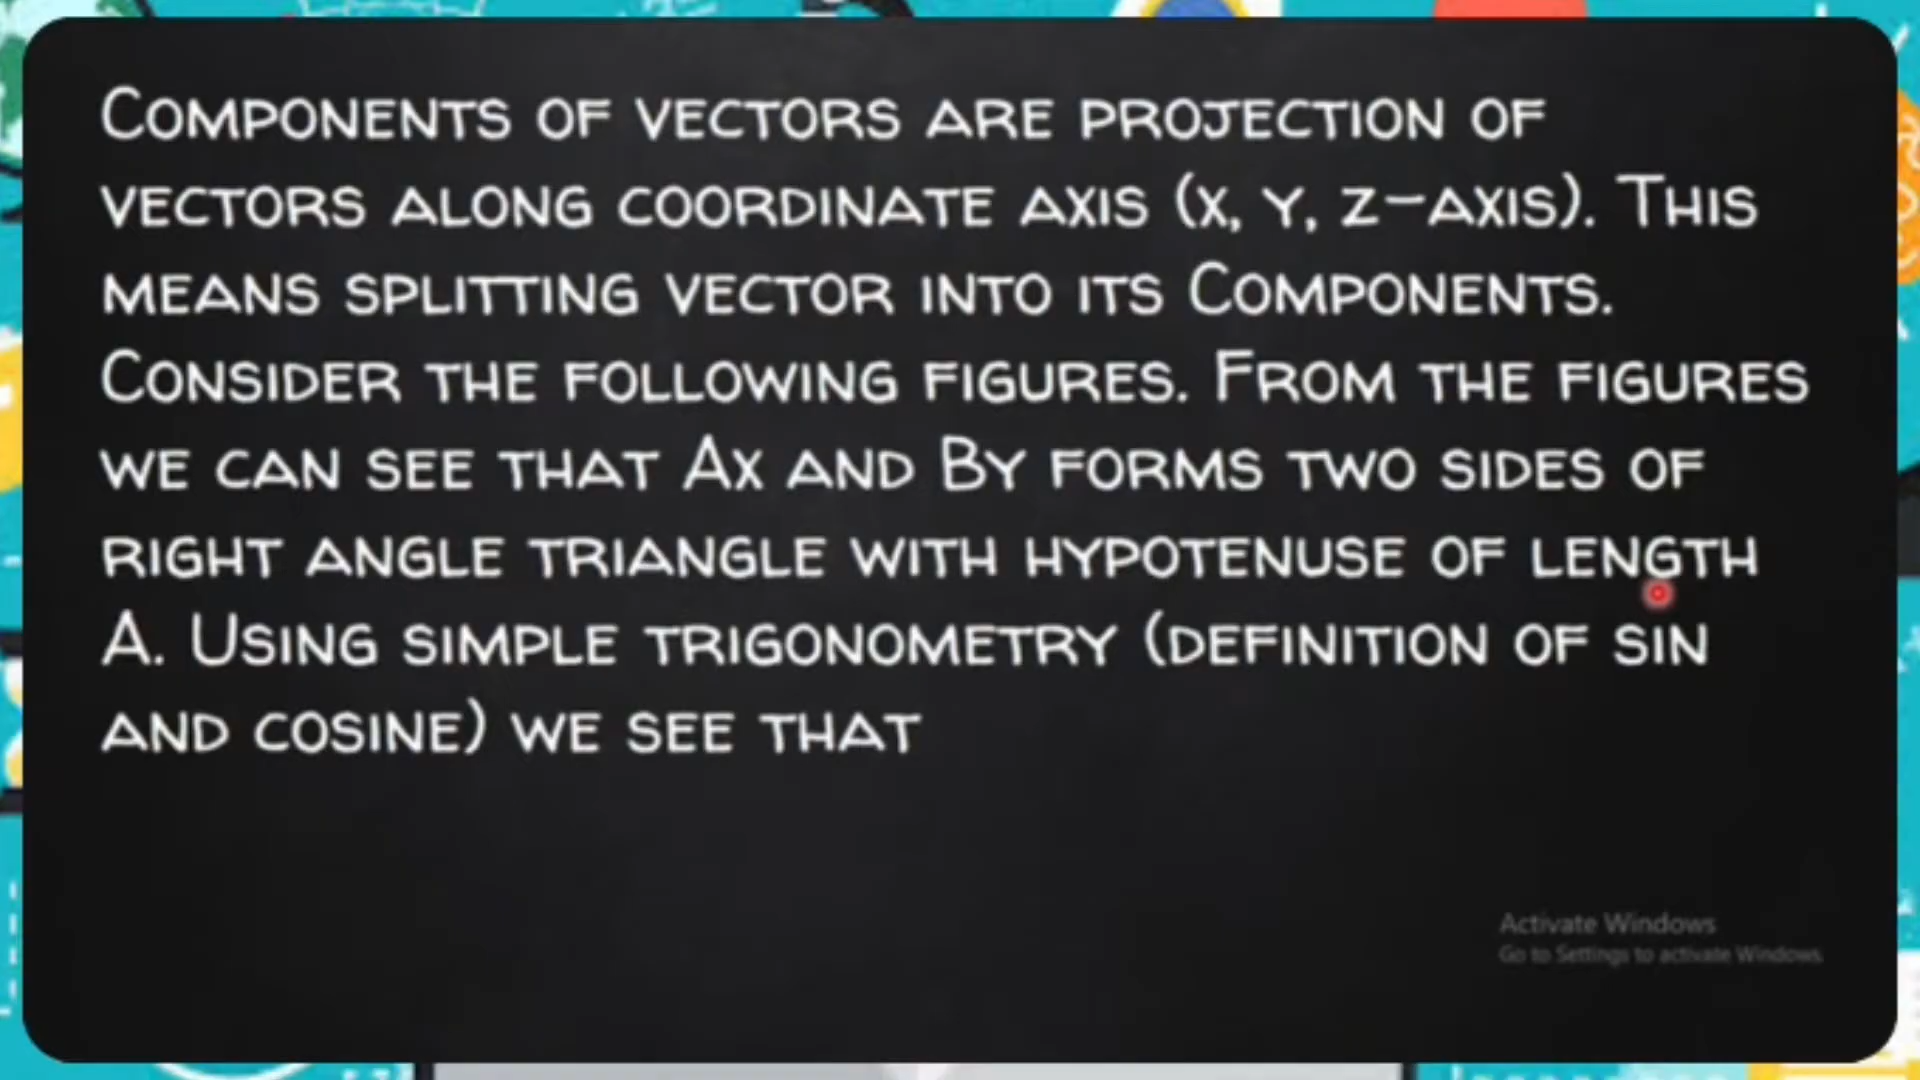 Components of vectors are projection of
vectors along coordinate axis (x, y, z-axis). This
means splitting vector into its Components.
Consider the following figures. From the figures
we can see that Ax and By forms two sides of
right angle triangle with hypotenuse of length
A. Using simple trigonometry (definition of sin
and cosine) we see that
Activate Windows
Go to Settings to activate Windows.